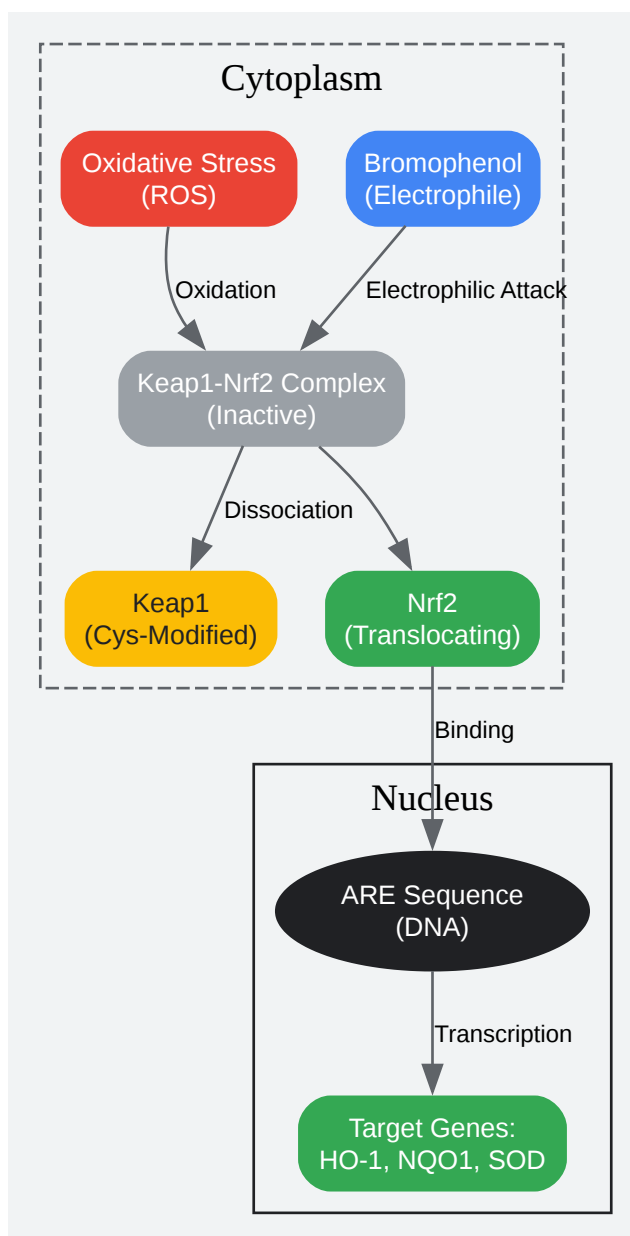 Cytoplasm
Oxidative Stress
(ROS)
Bromophenol
(Electrophile)
Oxidation
Electrophilic Attack
Keap1-Nrf2 Complex
(Inactive)
Dissociation
Keap1
(Cys-Modified)
Nrf2
(Translocating)
Binding
Nucleus
ARE Sequence
(DNA)
Transcription
Target Genes:
HO-1, NQO1, SOD